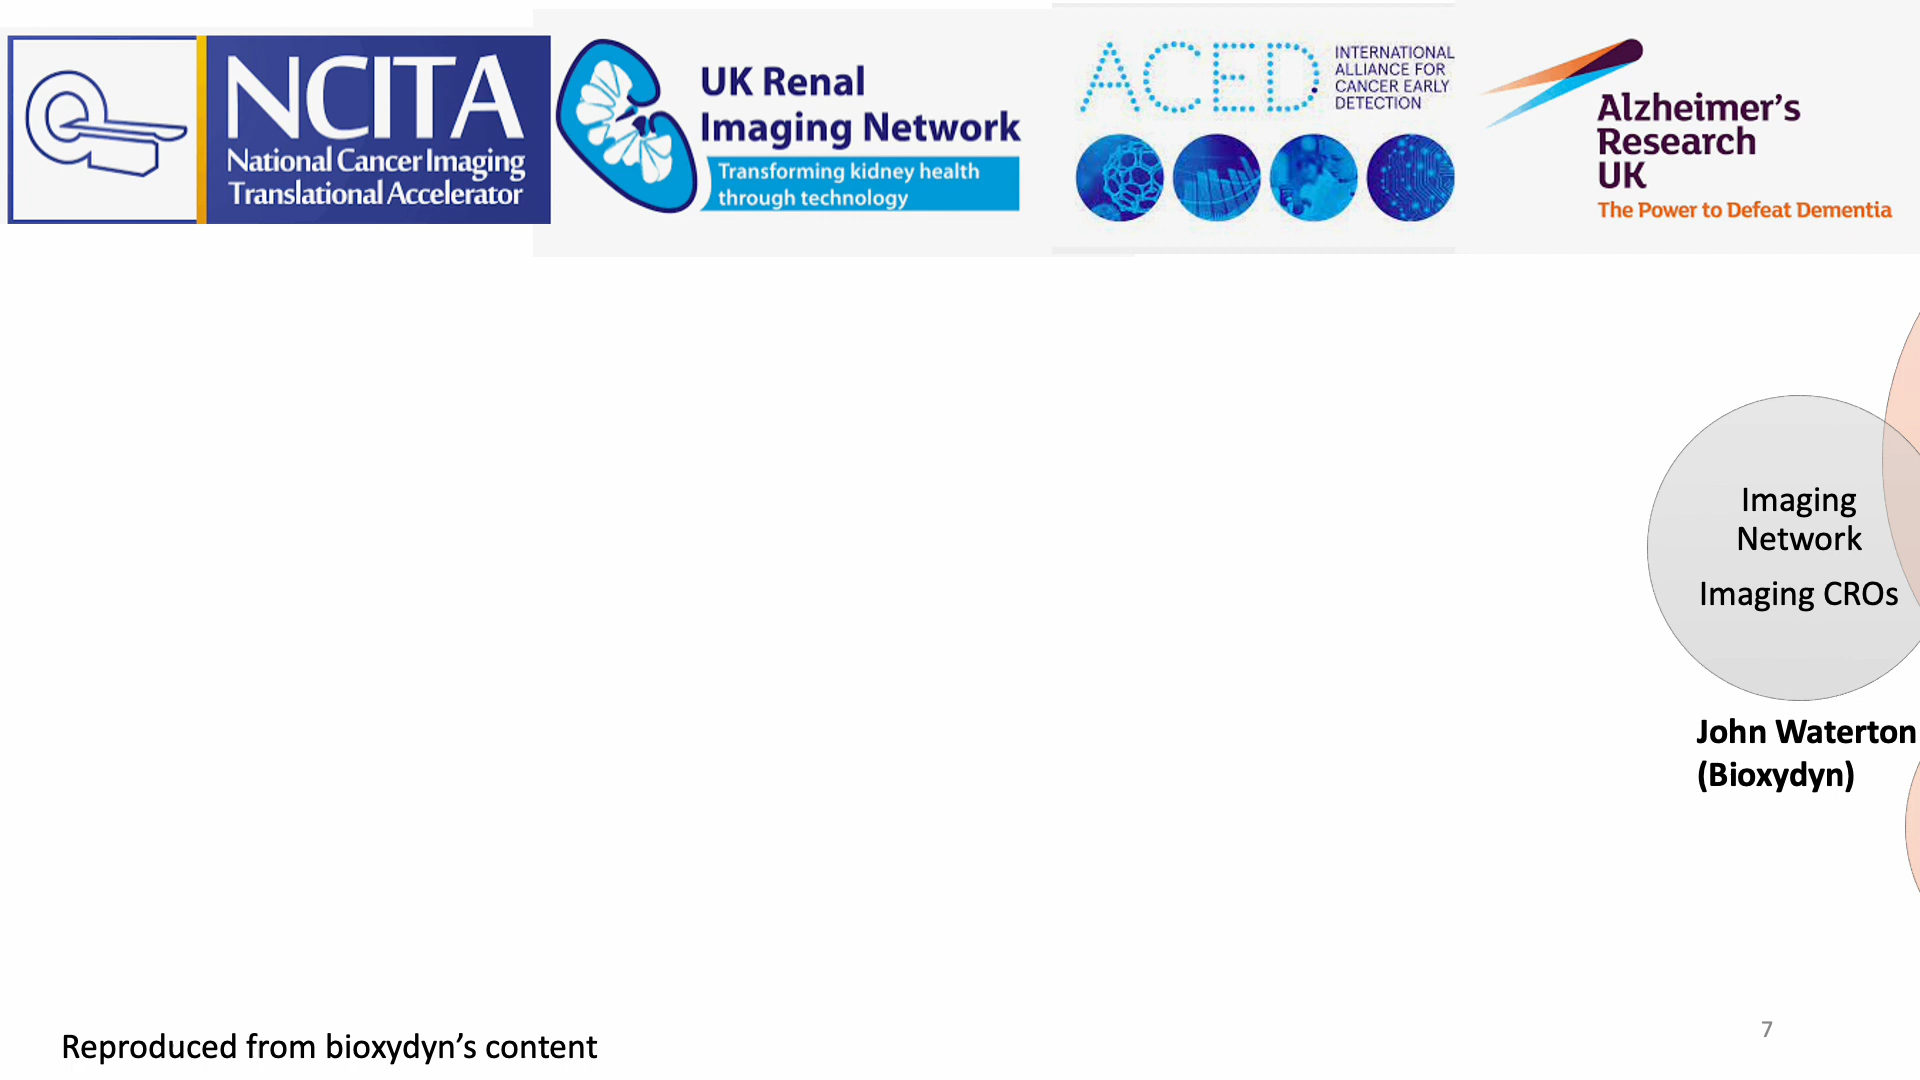 NCITA
National Cancer Imaging
Translational Accelerator
UK Renal
Imaging Network
Transforming kidney health
through technology
ACED
INTERNATIONAL
ALLIANCE FOR
CANCER EARLY
DETECTION
Alzheimer's
Research
UK
The Power to Defeat Dementia
Imaging
Network
Imaging CROs
John Waterton
(Bioxydyn)
Reproduced from bioxydyn's content
7